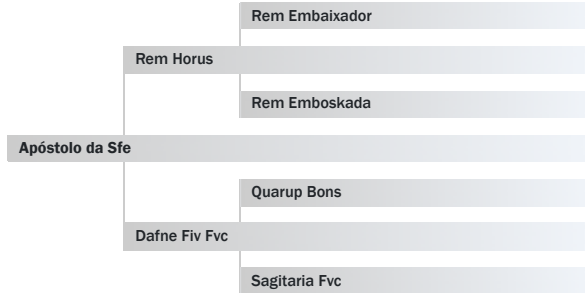 Rem Embaixador
Rem Horus
Rem Emboskada
Apóstolo da Sfe
Quarup Bons
Dafne Fiv Fvc
Sagitaria Fvc